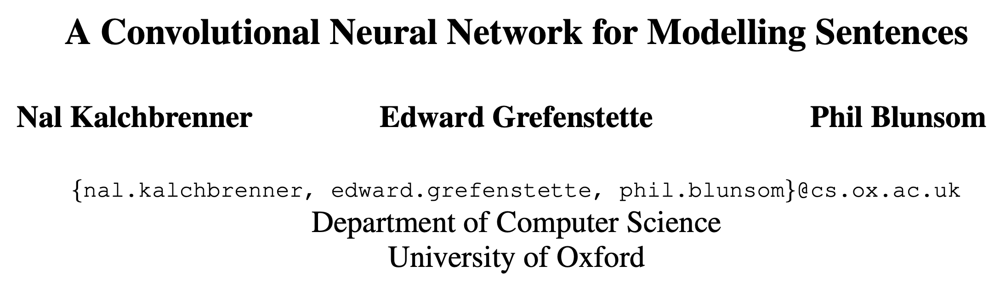 A Convolutional Neural Network for Modelling Sentences
Nal Kalchbrenner Edward Grefenstette Phil Blunsom
{nal.kalchbrenner, edward.grefenstette, phil.blunsom}@cs.ox.ac.uk
Department of Computer Science
University of Oxford